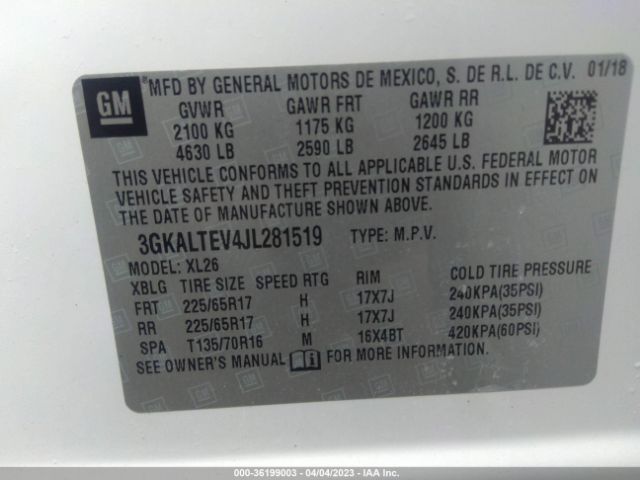 GM
®MFD BY GENERAL MOTORS DE MEXICO, S. DE R.L. DE C.V. 01/18
GVWR GAWR FRT GAWR RR
2100 KG 1175 KG 1200 KG
4630 LB 2590 LB 2645 LB
THIS VEHICLE CONFORMS TO ALL APPLICABLE U.S. FEDERAL MOTOR
VEHICLE SAFETY AND THEFT PREVENTION STANDARDS IN EFFECT ON
THE DATE OF MANUFACTURE SHOWN ABOVE.
3GKALTEV4JL281519 TYPE: M.P.V.
MODEL: XL26
XBLG TIRE SIZE SPEED RTG RIM COLD TIRE PRESSURE
FRT 225/65R17 H 17X7J 240KPA(35PSI)
RR 225/65R17 H 17X7J 240KPA(35PSI)
SPA T135/70R16 M 16X4BT 420KPA(60PSI)
SEE OWNER'S MANUAL FOR MORE INFORMATION.
000-36199003 - 04/04/2023 - IAA Inc.